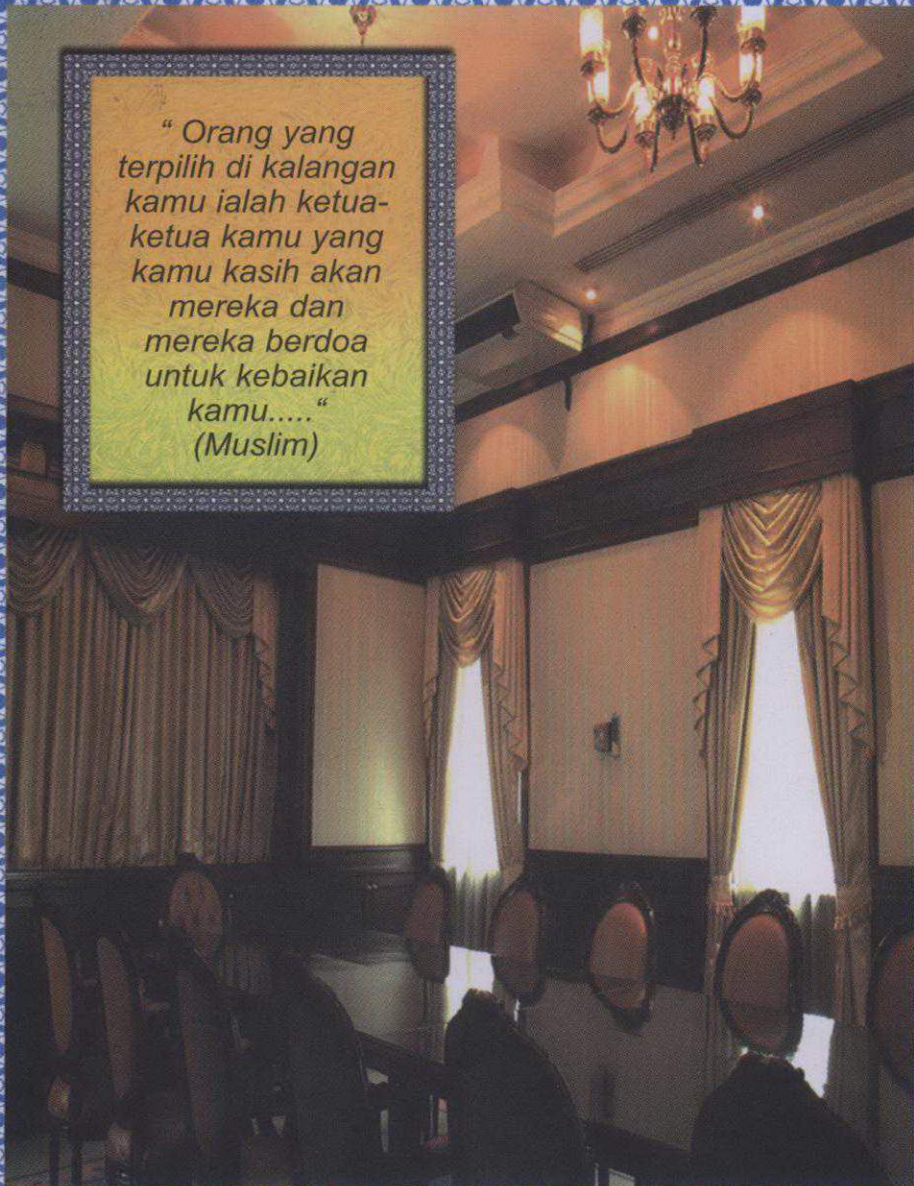 “ Orang yang
terpilih di kalangan
kamu ialah ketua-
ketua kamu yang
kamu kasih akan
mereka dan
mereka berdoa
untuk kebaikan
kamu.....“
(Muslim)